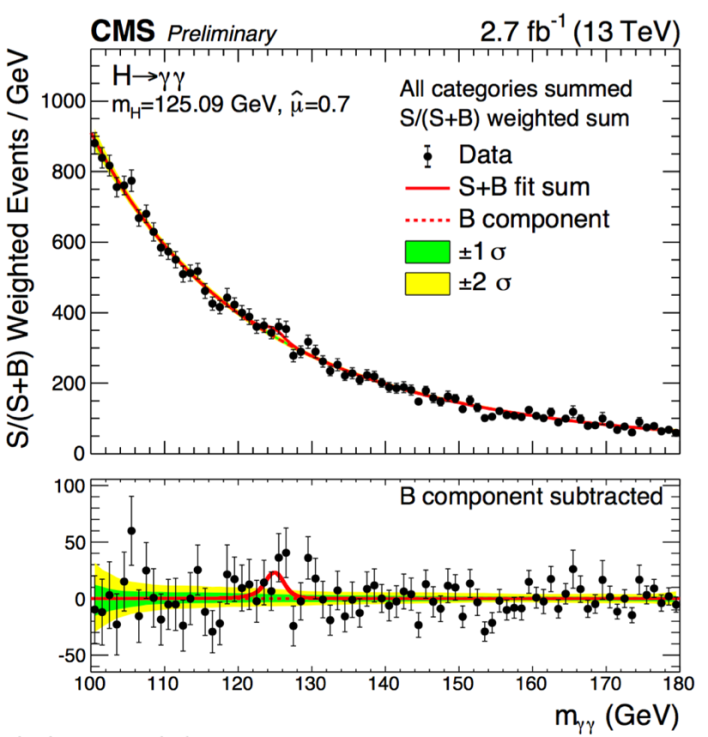 CMS Preliminary 2.7 fb⁻¹ (13 TeV)
S/(S+B) Weighted Events / GeV
H→γγ
m_H=125.09 GeV, μ̂=0.7
All categories summed
S/(S+B) weighted sum
Data
S+B fit sum
B component
±1 σ
±2 σ
1000
800
600
400
200
0
B component subtracted
100
50
0
-50
100 110 120 130 140 150 160 170 180
m_γγ (GeV)